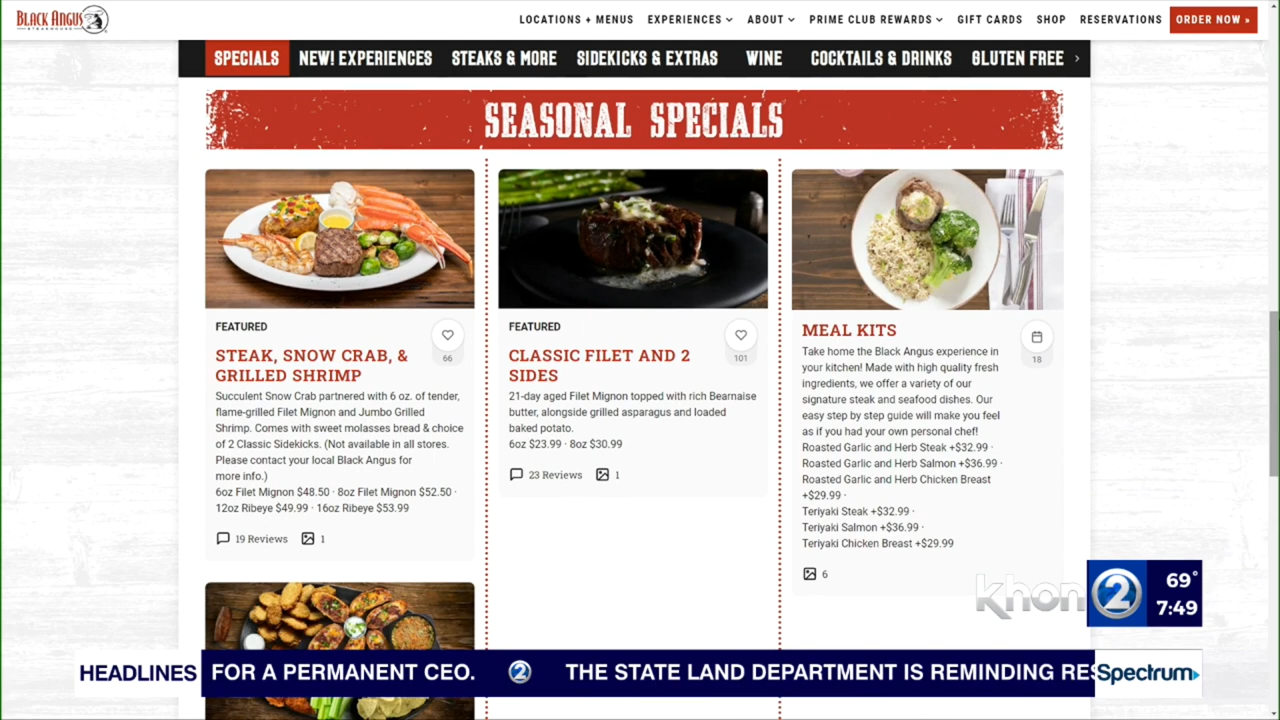 BLACK ANGUS
STEAKHOUSE
LOCATIONS + MENUS
EXPERIENCES
ABOUT
PRIME CLUB REWARDS
GIFT CARDS
SHOP
RESERVATIONS
ORDER NOW »
SPECIALS
NEW! EXPERIENCES
STEAKS & MORE
SIDEKICKS & EXTRAS
WINE
COCKTAILS & DRINKS
GLUTEN FREE
SEASONAL SPECIALS
FEATURED
66
STEAK, SNOW CRAB, &
GRILLED SHRIMP
Succulent Snow Crab partnered with 6 oz. of tender,
flame-grilled Filet Mignon and Jumbo Grilled
Shrimp. Comes with sweet molasses bread & choice
of 2 Classic Sidekicks. (Not available in all stores.
Please contact your local Black Angus for
more info.)
6oz Filet Mignon $48.50 · 8oz Filet Mignon $52.50 ·
12oz Ribeye $49.99 · 16oz Ribeye $53.99
19 Reviews
1
FEATURED
101
CLASSIC FILET AND 2
SIDES
21-day aged Filet Mignon topped with rich Bearnaise
butter, alongside grilled asparagus and loaded
baked potato.
6oz $23.99 · 8oz $30.99
23 Reviews
1
MEAL KITS
18
Take home the Black Angus experience in
your kitchen! Made with high quality fresh
ingredients, we offer a variety of our
signature steak and seafood dishes. Our
easy step by step guide will make you feel
as if you had your own personal chef!
Roasted Garlic and Herb Steak +$32.99 ·
Roasted Garlic and Herb Salmon +$36.99 ·
Roasted Garlic and Herb Chicken Breast
+$29.99 ·
Teriyaki Steak +$32.99 ·
Teriyaki Salmon +$36.99 ·
Teriyaki Chicken Breast +$29.99
6
khon
2
69°
7:49
HEADLINES
FOR A PERMANENT CEO.
2
THE STATE LAND DEPARTMENT IS REMINDING RES
Spectrum